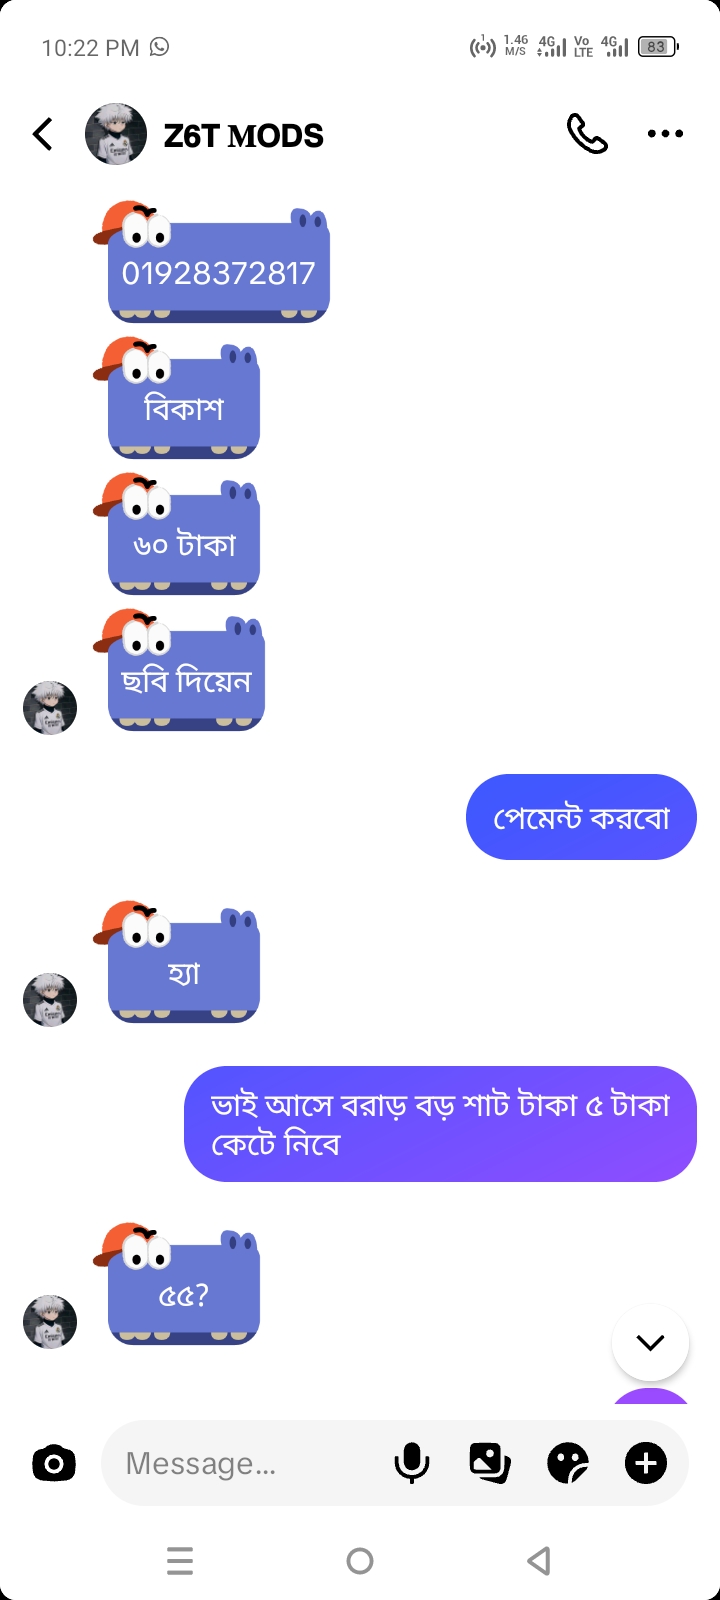 10:22 PM
1.46 M/S 4G Vo LTE 4G 83
Z6T MODS
01928372817
বিকাশ
৬০ টাকা
ছবি দিয়েন
পেমেন্ট করবো
হ্যা
ভাই আসে বরাড় বড় শাট টাকা ৫ টাকা
কেটে নিবে
৫৫?
Message...